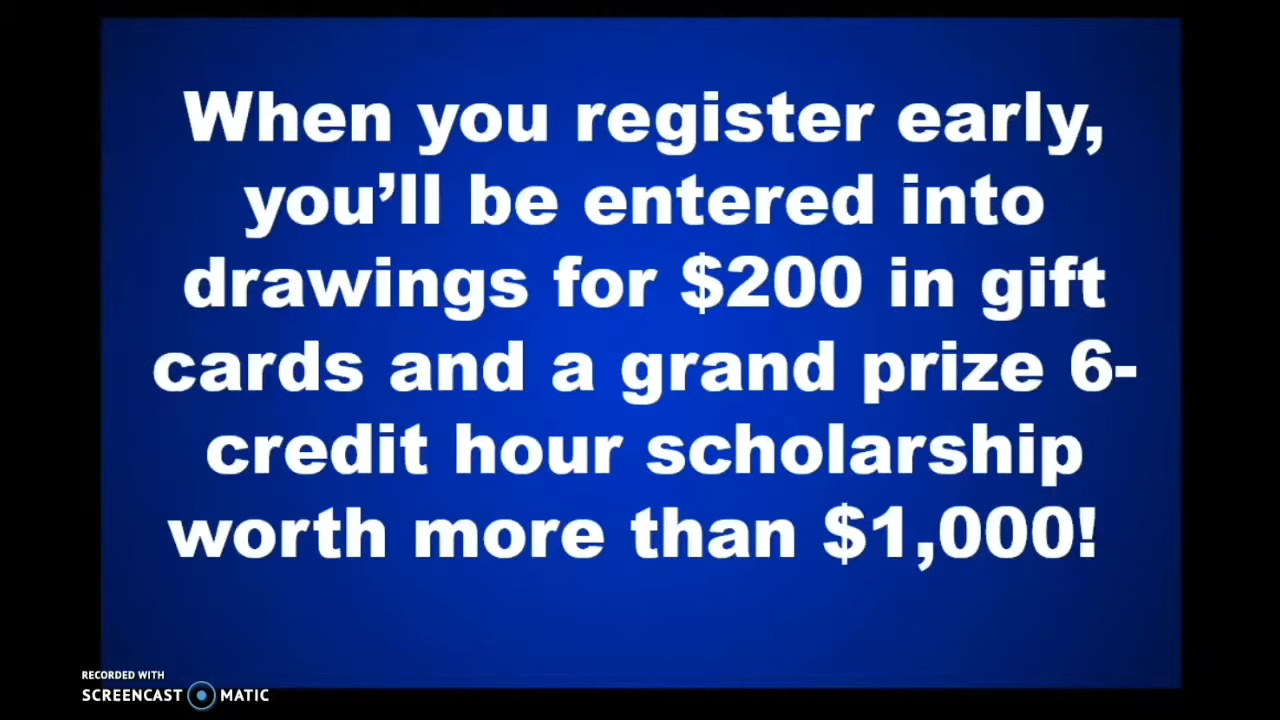 When you register early,
you’ll be entered into
drawings for $200 in gift
cards and a grand prize 6-
credit hour scholarship
worth more than $1,000!
RECORDED WITH
SCREENCAST MATIC